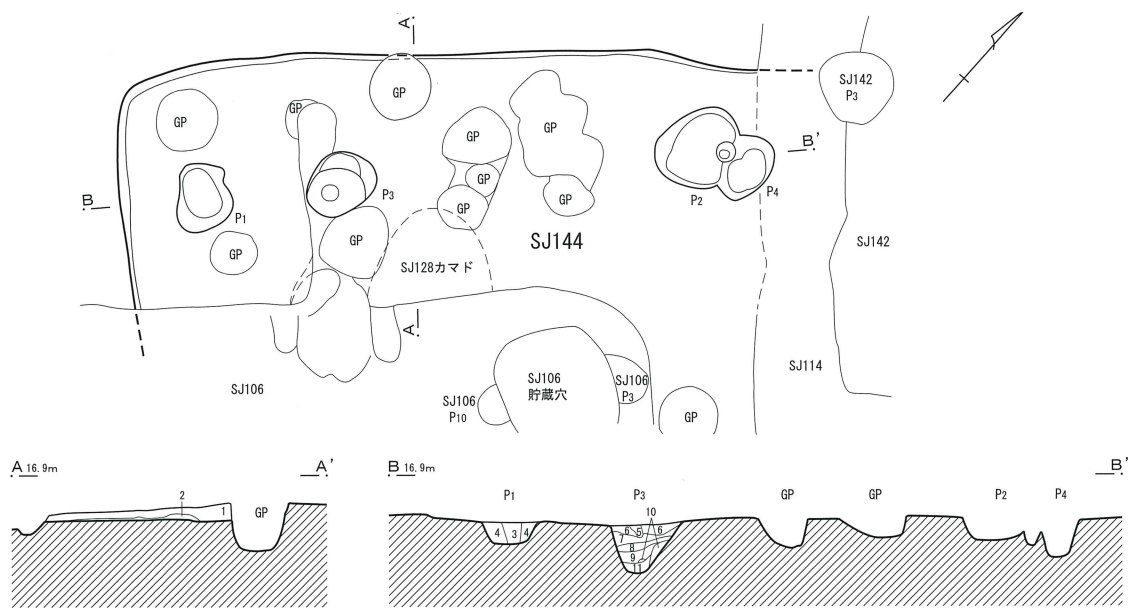 A
GP
GP
GP
GP
GP
SJ142
P3
B'
B
P1
P3
GP
GP
GP
P2
P4
GP
GP
SJ144
SJ142
SJ128カマド
A
SJ106
SJ106
貯蔵穴
SJ106
P3
SJ106
P10
GP
SJ114
A 16.9m
A'
2
1
GP
B 16.9m
B'
P1
P3
GP
GP
P2
P4
10
4 3 4
6 5 6
7
8
9
11